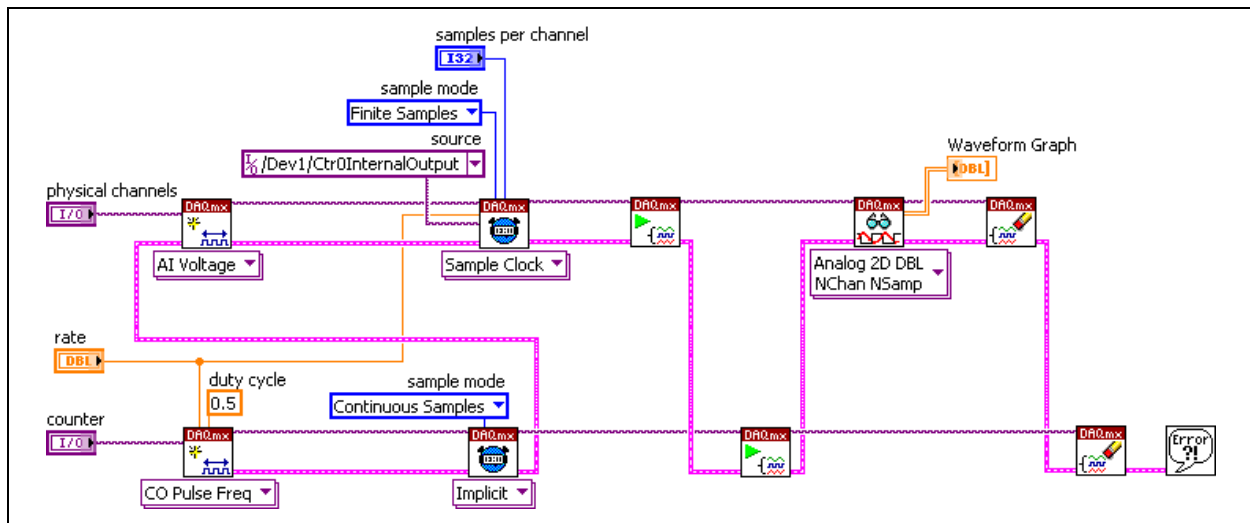 samples per channel
I32
sample mode
Finite Samples
source
I/O /Dev1/Ctr0InternalOutput
Waveform Graph
DBL]
physical channels
I/O
DAQmx
DAQmx
DAQmx
DAQmx
DAQmx
AI Voltage
Sample Clock
Analog 2D DBL
NChan NSamp
rate
DBL
duty cycle
0.5
sample mode
Continuous Samples
counter
I/O
DAQmx
DAQmx
DAQmx
DAQmx
Error
?!
CO Pulse Freq
Implicit